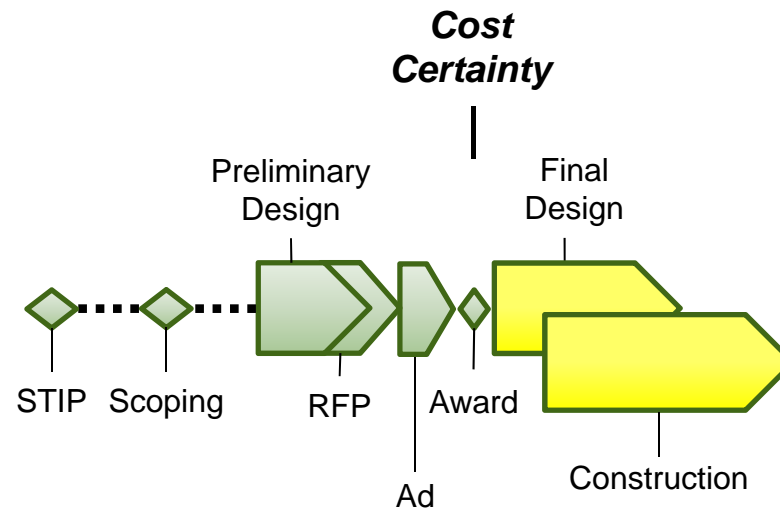 Cost
Certainty
Preliminary
Design
Final
Design
STIP
Scoping
RFP
Award
Ad
Construction